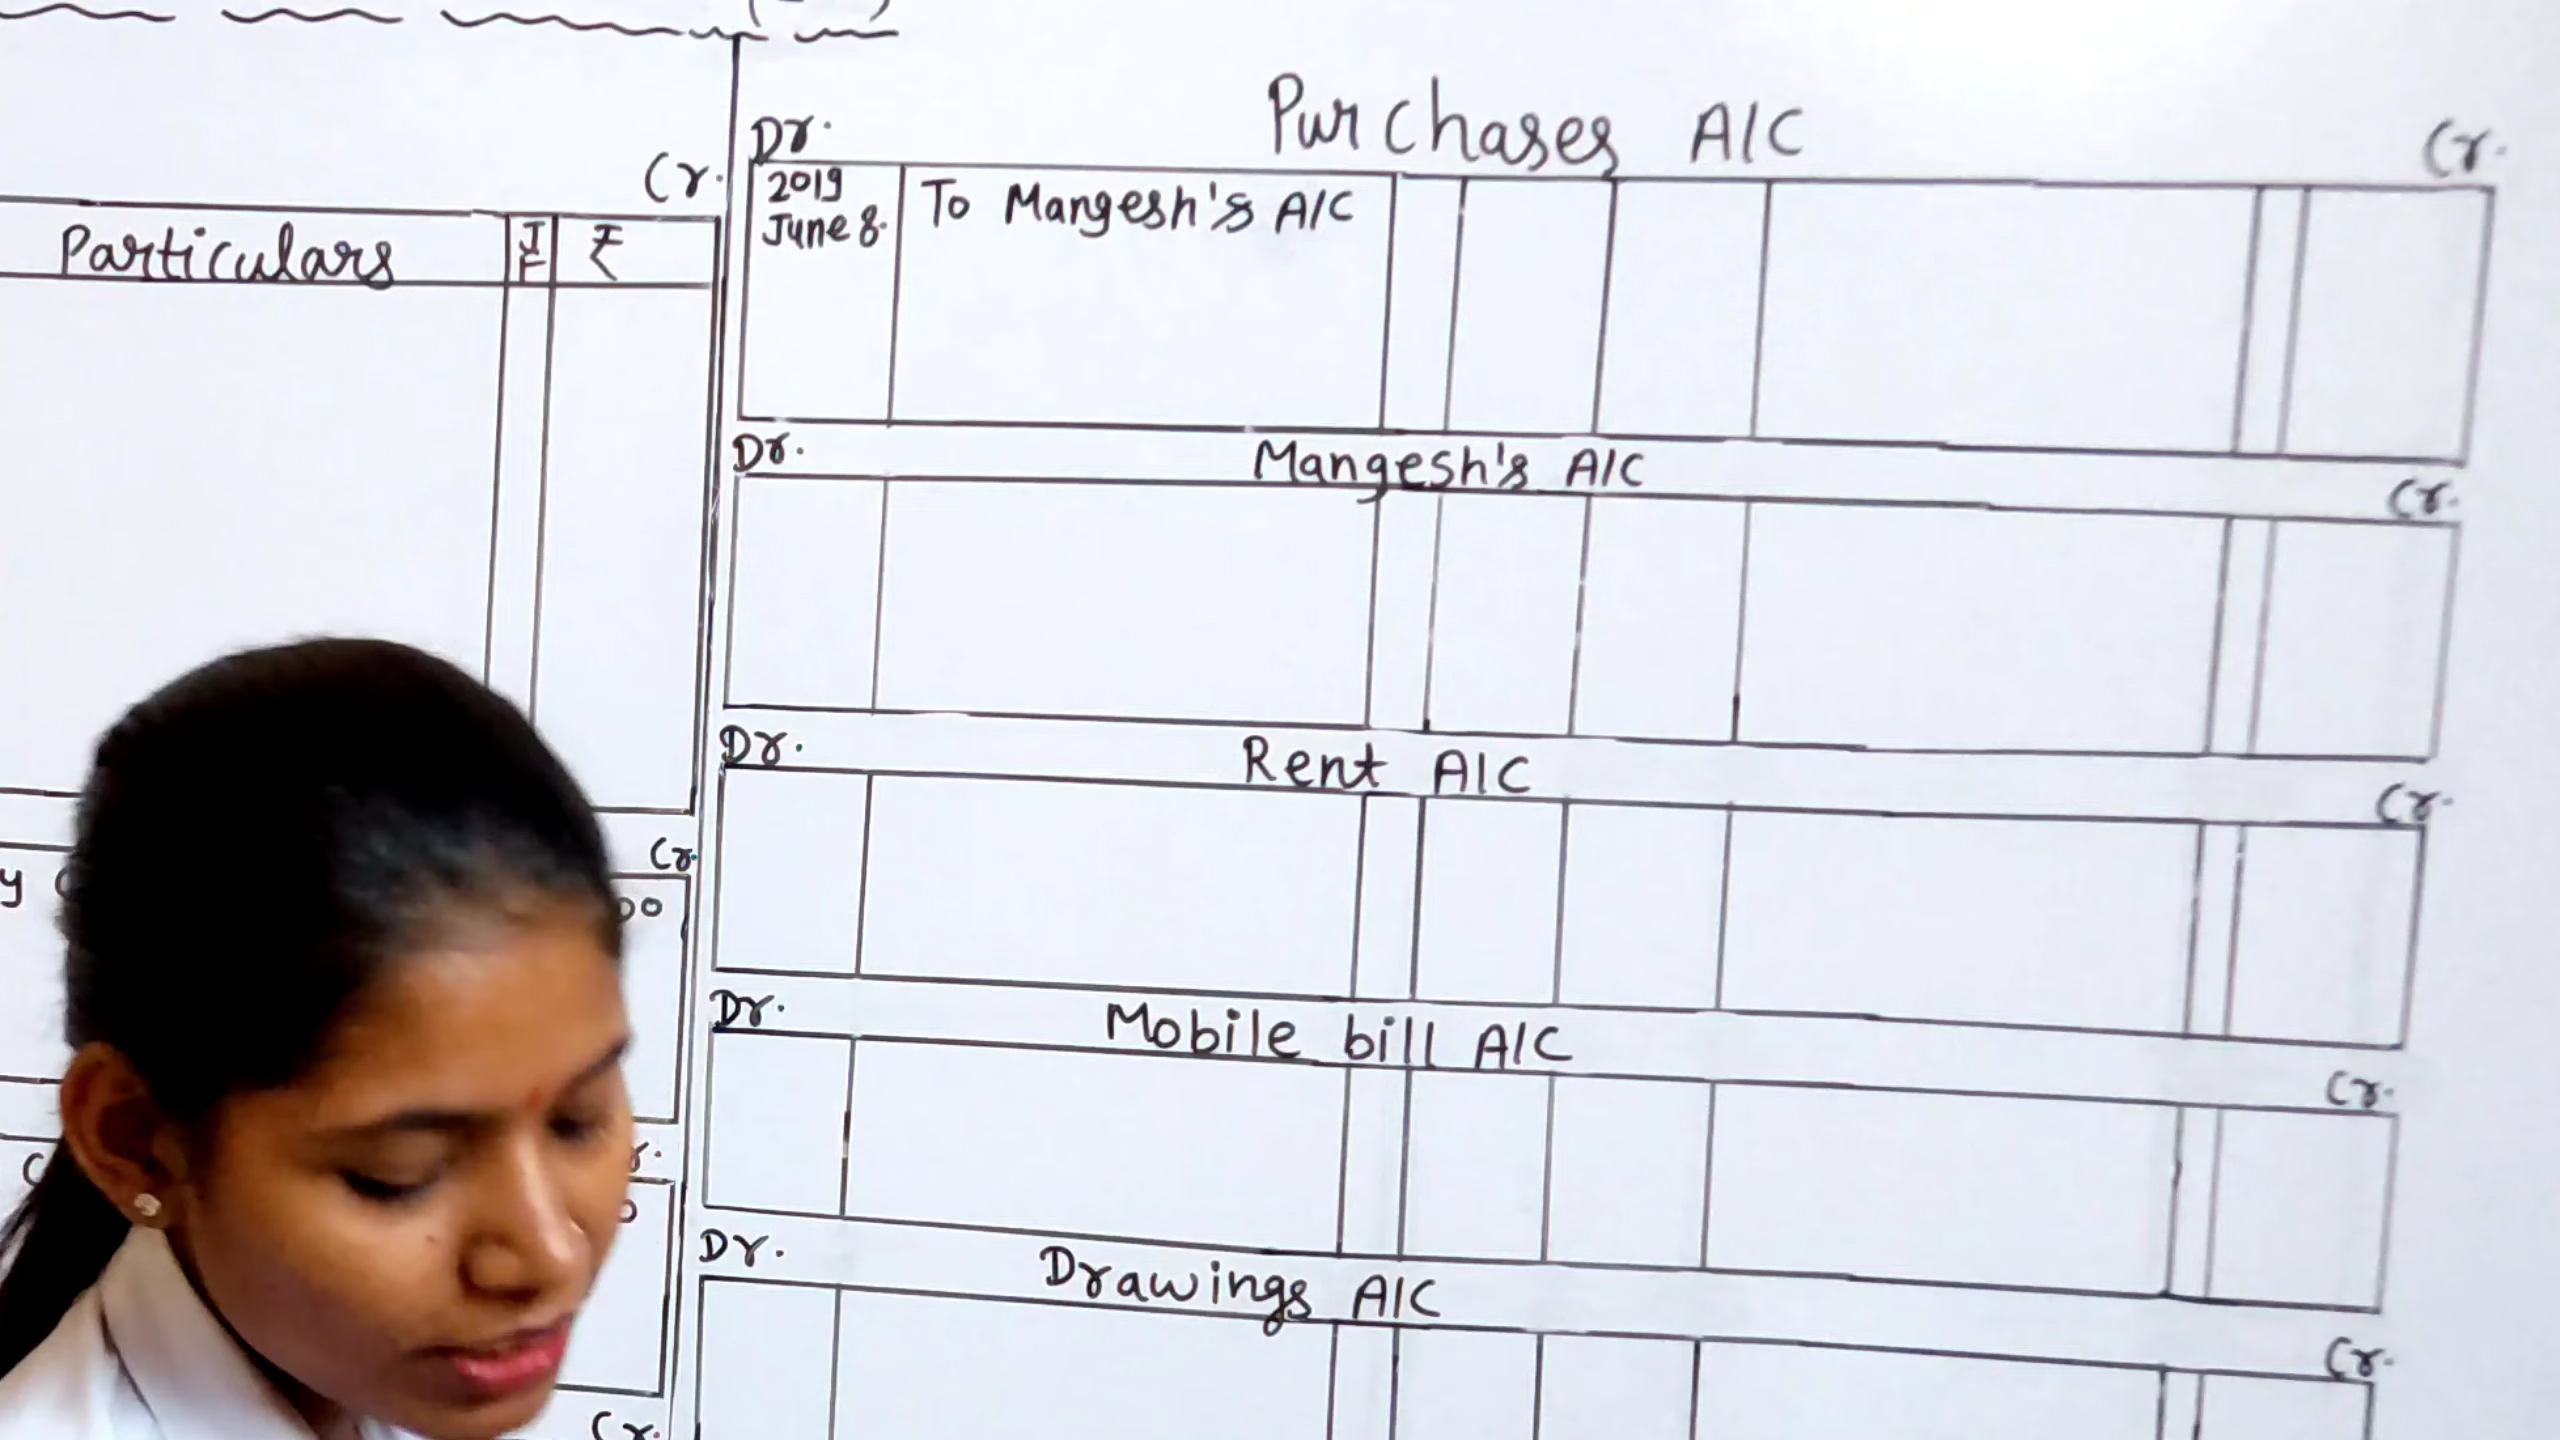 Cr.
Particulars J.F. ₹
Cr.
Cr.
Purchases A/C
Dr. Cr.
2019
June 8. To Mangesh's A/C
Dr. Mangesh's A/C Cr.
Dr. Rent A/C Cr.
Dr. Mobile bill A/C Cr.
Dr. Drawings A/C Cr.